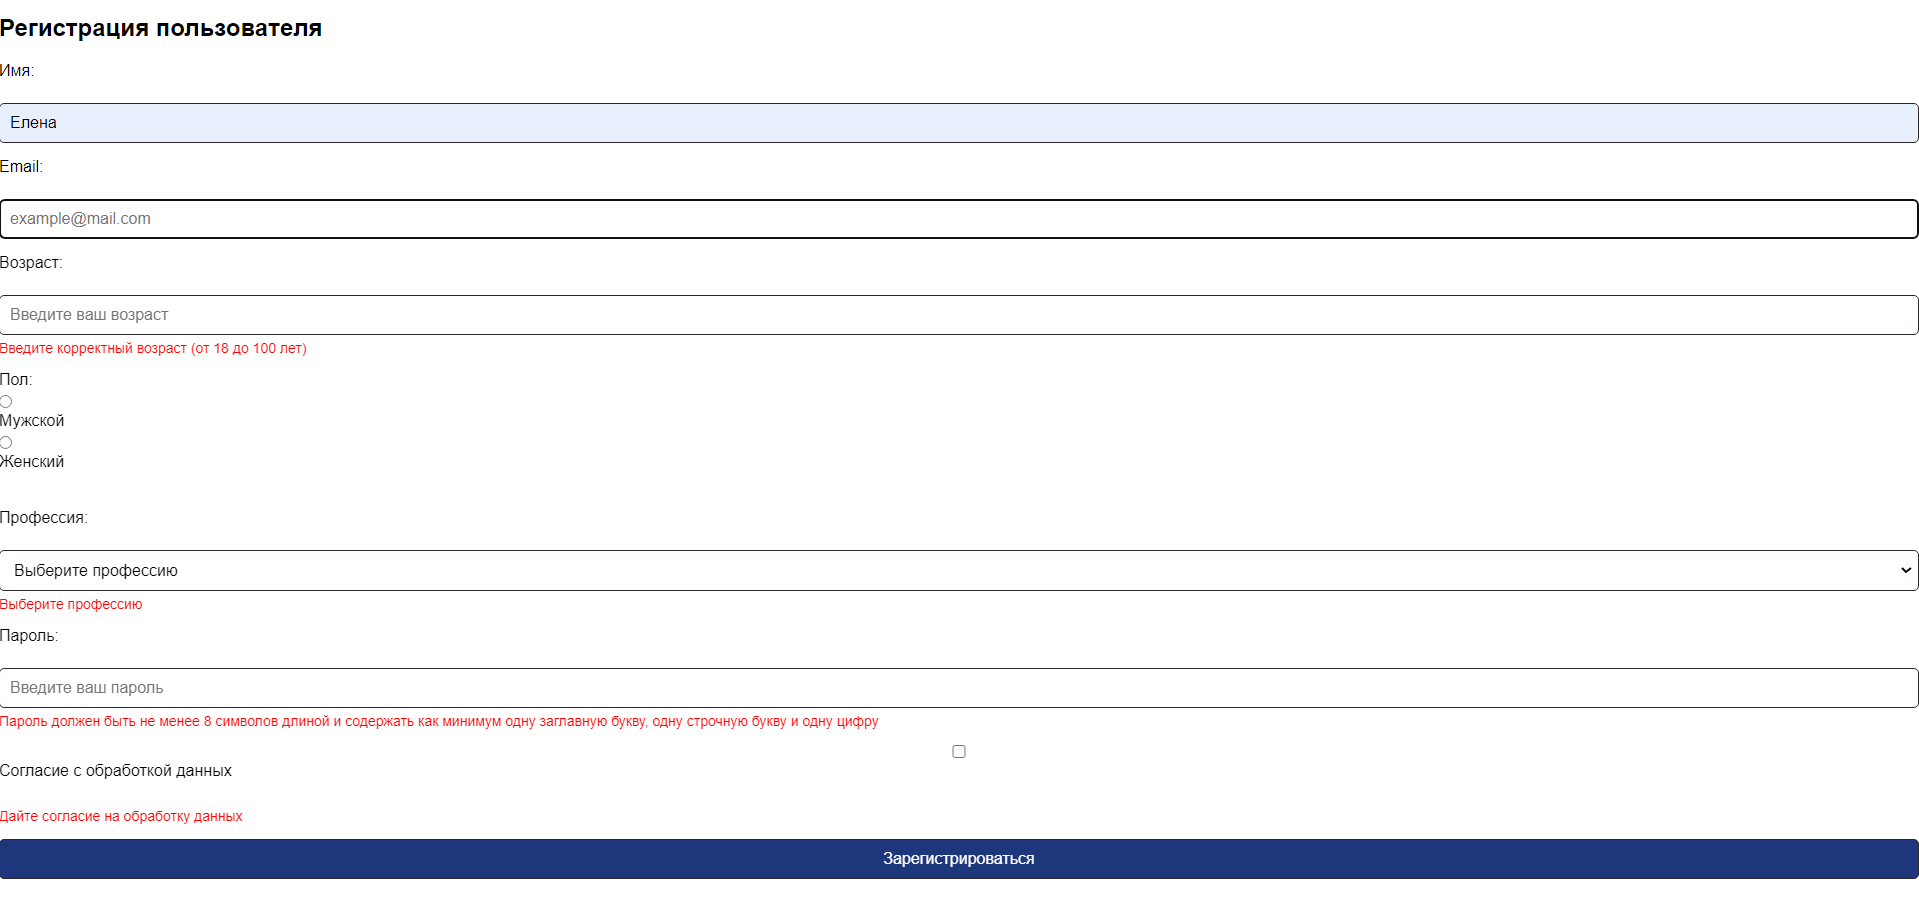 Регистрация пользователя
Имя:
Елена
Email:
example@mail.com
Возраст:
Введите ваш возраст
Введите корректный возраст (от 18 до 100 лет)
Пол:
Мужской
Женский
Профессия:
Выберите профессию
Выберите профессию
Пароль:
Введите ваш пароль
Пароль должен быть не менее 8 символов длиной и содержать как минимум одну заглавную букву, одну строчную букву и одну цифру
Согласие с обработкой данных
Дайте согласие на обработку данных
Зарегистрироваться